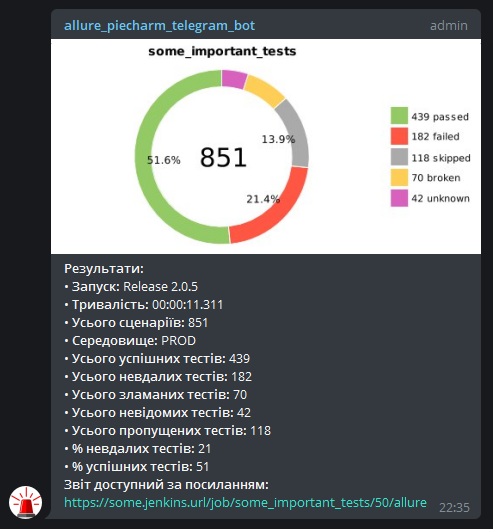 allure_piecharm_telegram_bot admin
some_important_tests
13.9%
51.6%
851
21.4%
439 passed
182 failed
118 skipped
70 broken
42 unknown
Результати:
• Запуск: Release 2.0.5
• Тривалість: 00:00:11.311
• Усього сценаріїв: 851
• Середовище: PROD
• Усього успішних тестів: 439
• Усього невдалих тестів: 182
• Усього зламаних тестів: 70
• Усього невідомих тестів: 42
• Усього пропущених тестів: 118
• % невдалих тестів: 21
• % успішних тестів: 51
Звіт доступний за посиланням:
https://some.jenkins.url/job/some_important_tests/50/allure
22:35